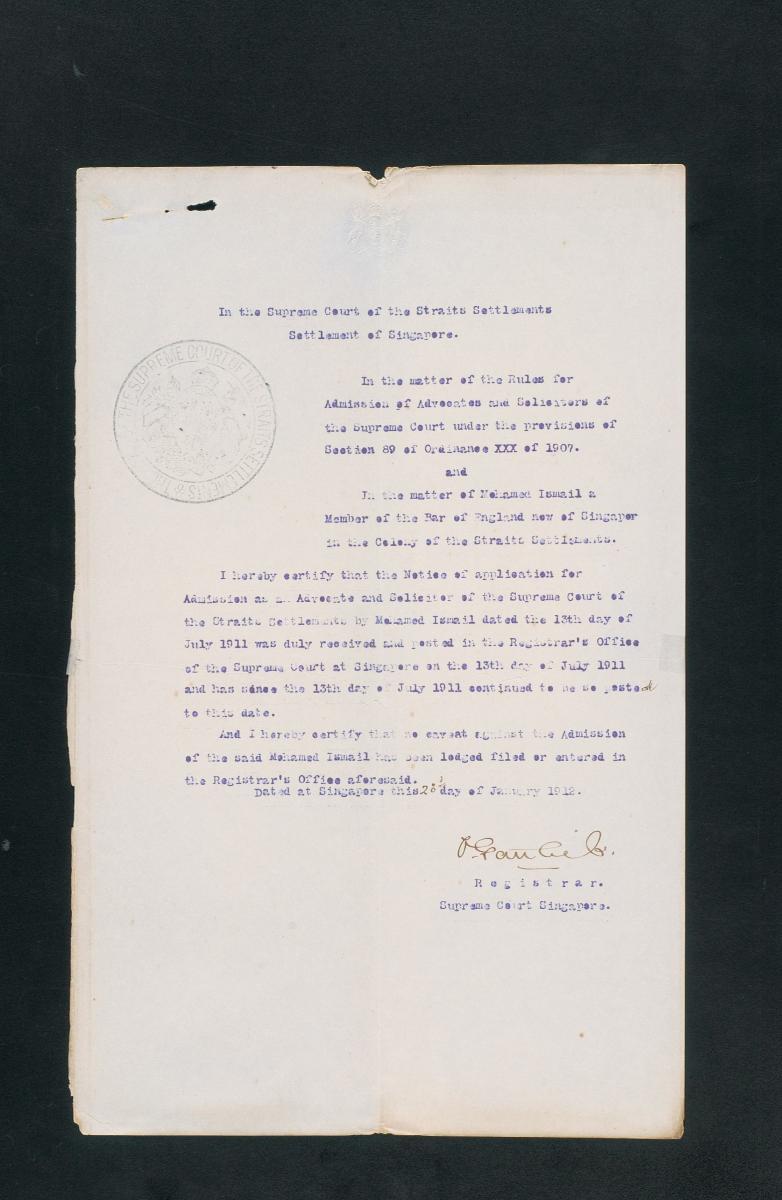 In the Supreme Court of the Straits Settlements
Settlement of Singapore.
THE SUPREME COURT OF THE STRAITS SETTLEMENTS
In the matter of the Rules for
Admission of Advocates and Solicitors of
the Supreme Court under the provisions of
Section 89 of Ordinance XXX of 1907.
and
In the matter of Mohamed Ismail a
Member of the Bar of England now of Singapor
in the Colony of the Straits Settlements.
I hereby certify that the Notice of application for
Admission as an Advocate and Solicitor of the Supreme Court of
the Straits Settlements by Mohamed Ismail dated the 13th day of
July 1911 was duly received and posted in the Registrar's Office
of the Supreme Court at Singapore on the 13th day of July 1911
and has since the 13th day of July 1911 continued to be so posted
to this date.
And I hereby certify that no caveat against the Admission
of the said Mohamed Ismail has been lodged filed or entered in
the Registrar's Office aforesaid.
Dated at Singapore this day of January 1912.
Registrar.
Supreme Court Singapore.